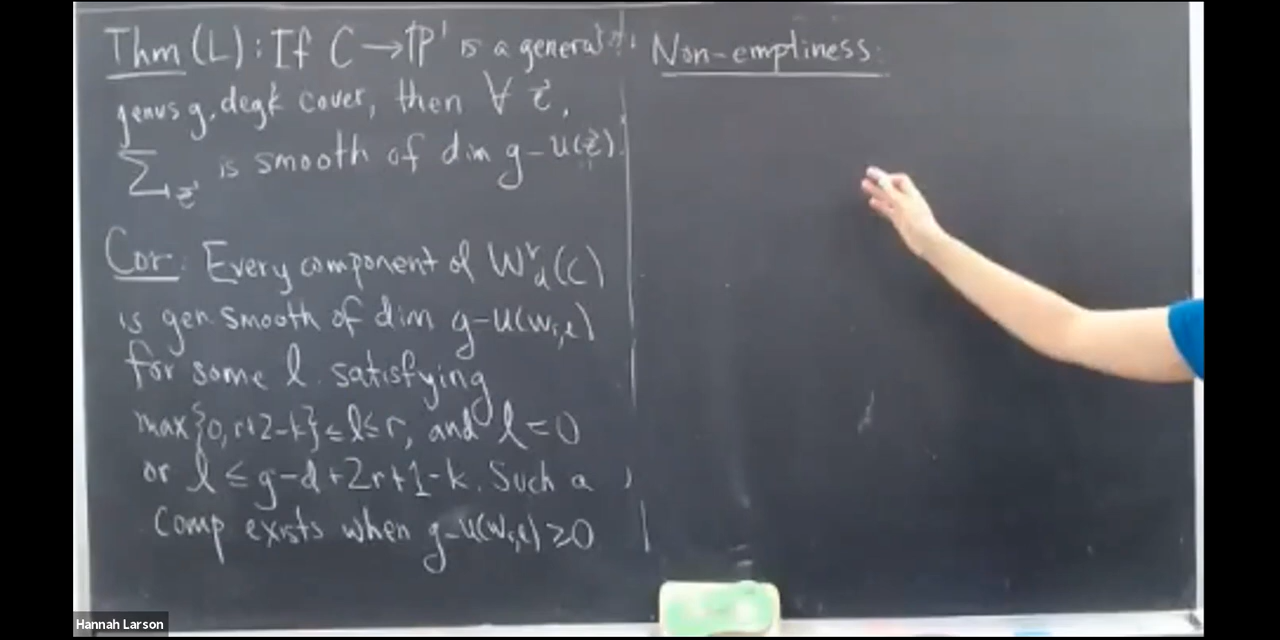 Thm (L): If C → ℙ¹ is a general
genus g, deg k cover, then ∀ e⃗,
Σ_e⃗ is smooth of dim g-u(e⃗).
Cor: Every component of W^r_d(C)
is gen smooth of dim g-u(w_r,ℓ)
for some ℓ satisfying
max{0, r+2-k} ≤ ℓ ≤ r, and ℓ = 0
or ℓ ≤ g-d+2r+1-k. Such a
comp exists when g-u(w_r,ℓ) ≥ 0
Non-emptiness:
Hannah Larson